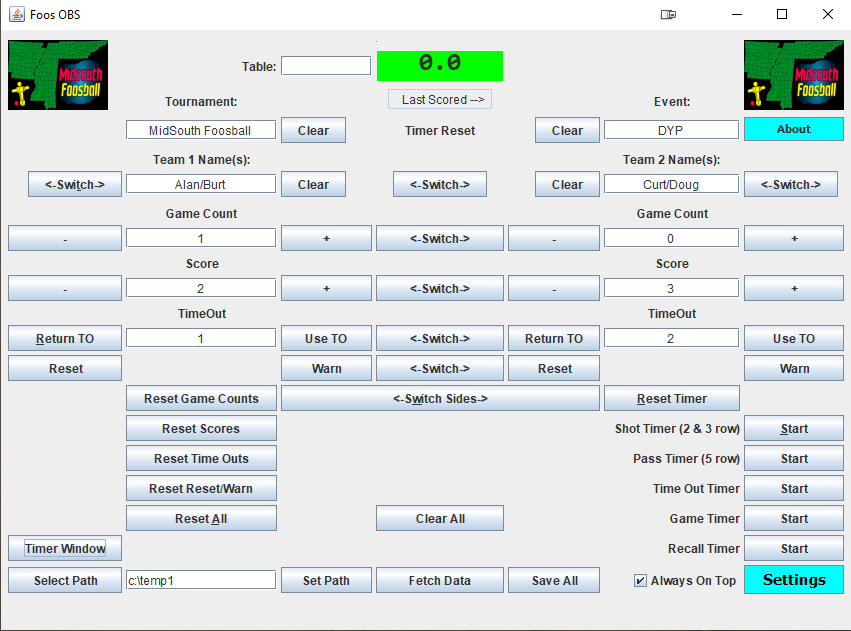 Foos OBS
Table: 0.0
Midsouth Foosball Midsouth Foosball
Last Scored -->
Tournament: Event:
MidSouth Foosball Clear Timer Reset Clear DYP About
Team 1 Name(s): Team 2 Name(s):
<-Switch-> Alan/Burt Clear <-Switch-> Clear Curt/Doug <-Switch->
Game Count Game Count
- 1 + <-Switch-> - 0 +
Score Score
- 2 + <-Switch-> - 3 +
TimeOut TimeOut
Return TO 1 Use TO <-Switch-> Return TO 2 Use TO
Reset Warn <-Switch-> Reset Warn
Reset Game Counts <-Switch Sides-> Reset Timer
Reset Scores Shot Timer (2 & 3 row) Start
Reset Time Outs Pass Timer (5 row) Start
Reset Reset/Warn Time Out Timer Start
Reset All Clear All Game Timer Start
Timer Window Recall Timer Start
Select Path c:\temp1 Set Path Fetch Data Save All Always On Top Settings